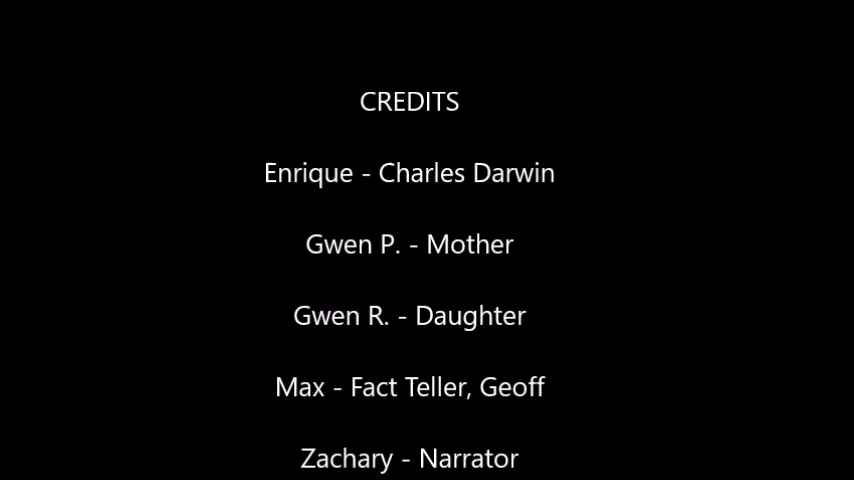 CREDITS
Enrique - Charles Darwin
Gwen P. - Mother
Gwen R. - Daughter
Max - Fact Teller, Geoff
Zachary - Narrator